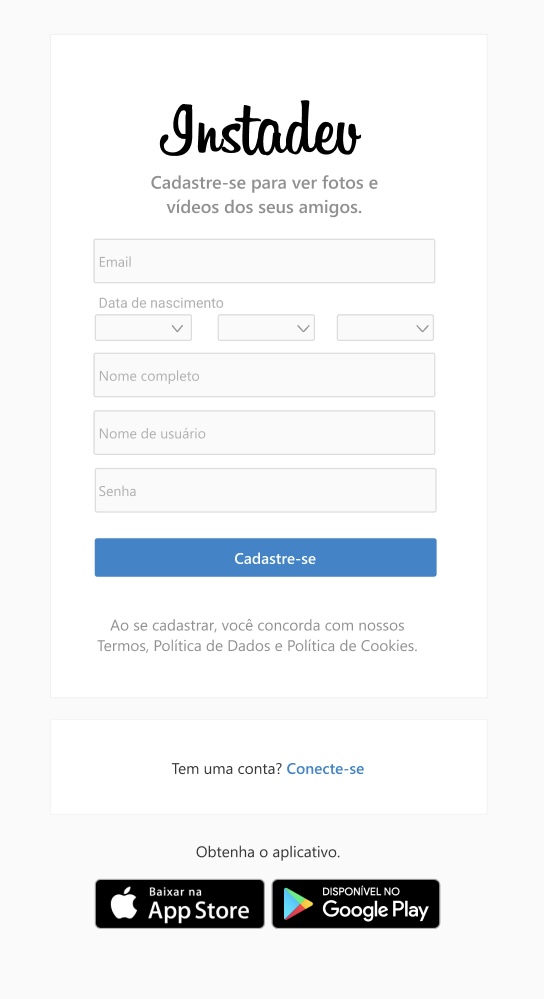 Instadev
Cadastre-se para ver fotos e
vídeos dos seus amigos.
Email
Data de nascimento
Nome completo
Nome de usuário
Senha
Cadastre-se
Ao se cadastrar, você concorda com nossos
Termos, Política de Dados e Política de Cookies.
Tem uma conta? Conecte-se
Obtenha o aplicativo.
Baixar na
App Store
DISPONÍVEL NO
Google Play